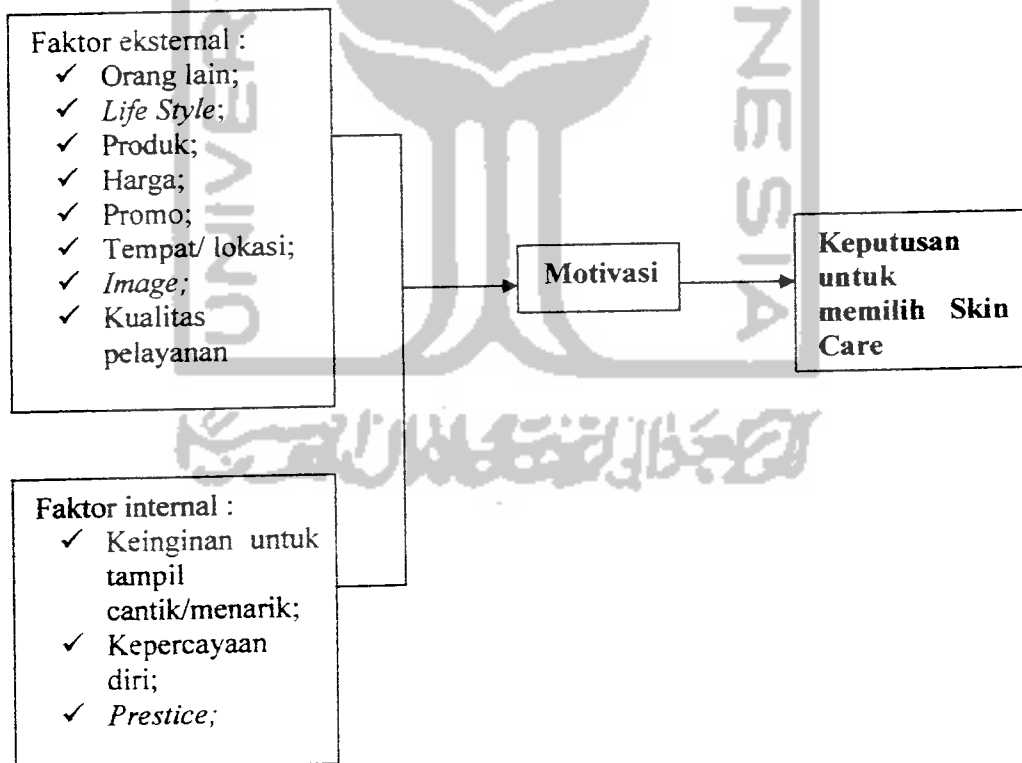 Faktor eksternal :
✓ Orang lain;
✓ Life Style;
✓ Produk;
✓ Harga;
✓ Promo;
✓ Tempat/ lokasi;
✓ Image;
✓ Kualitas
pelayanan
Motivasi
Keputusan
untuk
memilih Skin
Care
Faktor internal :
✓ Keinginan untuk
tampil
cantik/menarik;
✓ Kepercayaan
diri;
✓ Prestice;